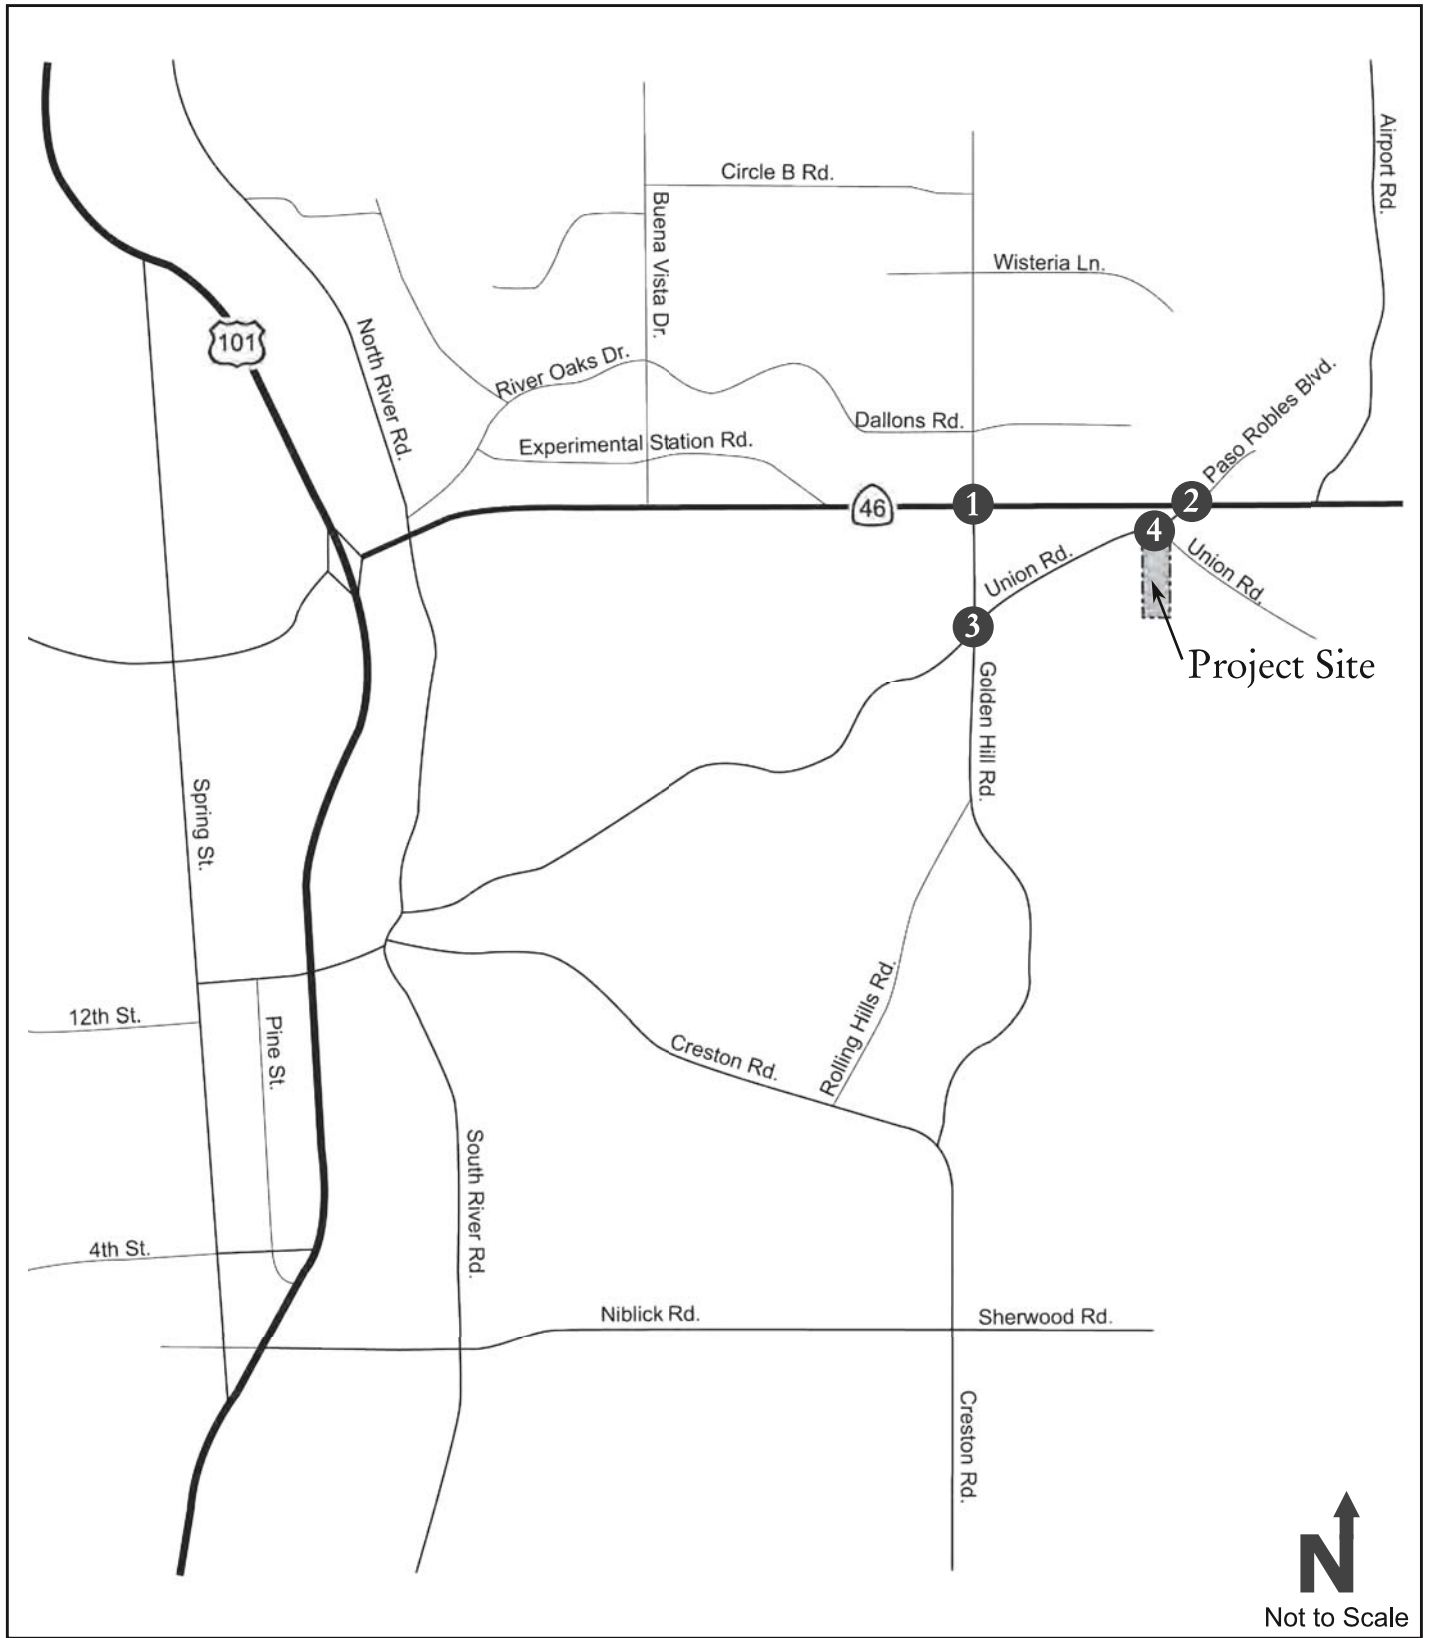 Airport Rd.
Circle B Rd.
Buena Vista Dr.
Wisteria Ln.
101
North River Rd.
River Oaks Dr.
Paso Robles Blvd.
Dallons Rd.
Experimental Station Rd.
46
1
2
4
Union Rd.
Union Rd.
3
Project Site
Golden Hill Rd.
Spring St.
Rolling Hills Rd.
12th St.
Pine St.
Creston Rd.
South River Rd.
4th St.
Niblick Rd.
Sherwood Rd.
Creston Rd.
N
Not to Scale